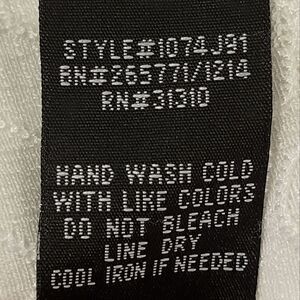 STYLE#1074J91
BN#265771/1214
RN#31310
HAND WASH COLD
WITH LIKE COLORS
DO NOT BLEACH
LINE DRY
COOL IRON IF NEEDED